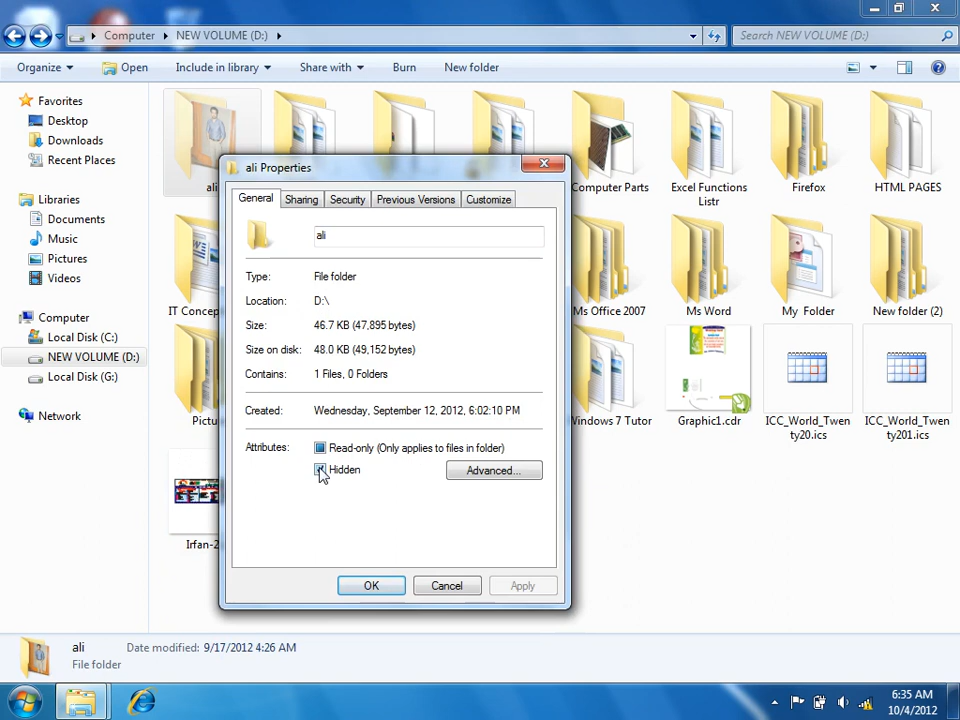 Computer
NEW VOLUME (D:)
Search NEW VOLUME (D:)
Organize
Open
Include in library
Share with
Burn
New folder
Favorites
Desktop
Downloads
Recent Places
Libraries
Documents
Music
Pictures
Videos
Computer
Local Disk (C:)
NEW VOLUME (D:)
Local Disk (G:)
Network
ali
Computer Parts
Excel Functions
Listr
Firefox
HTML PAGES
IT Concep
Ms Office 2007
Ms Word
My Folder
New folder (2)
Pictu
Windows 7 Tutor
Graphic1.cdr
ICC_World_Twen
ty20.ics
ICC_World_Twen
ty201.ics
Irfan-2
ali Properties
General
Sharing
Security
Previous Versions
Customize
ali
Type:
File folder
Location:
D:\
Size:
46.7 KB (47,895 bytes)
Size on disk:
48.0 KB (49,152 bytes)
Contains:
1 Files, 0 Folders
Created:
Wednesday, September 12, 2012, 6:02:10 PM
Attributes:
Read-only (Only applies to files in folder)
Hidden
Advanced...
OK
Cancel
Apply
ali
Date modified: 9/17/2012 4:26 AM
File folder
6:35 AM
10/4/2012